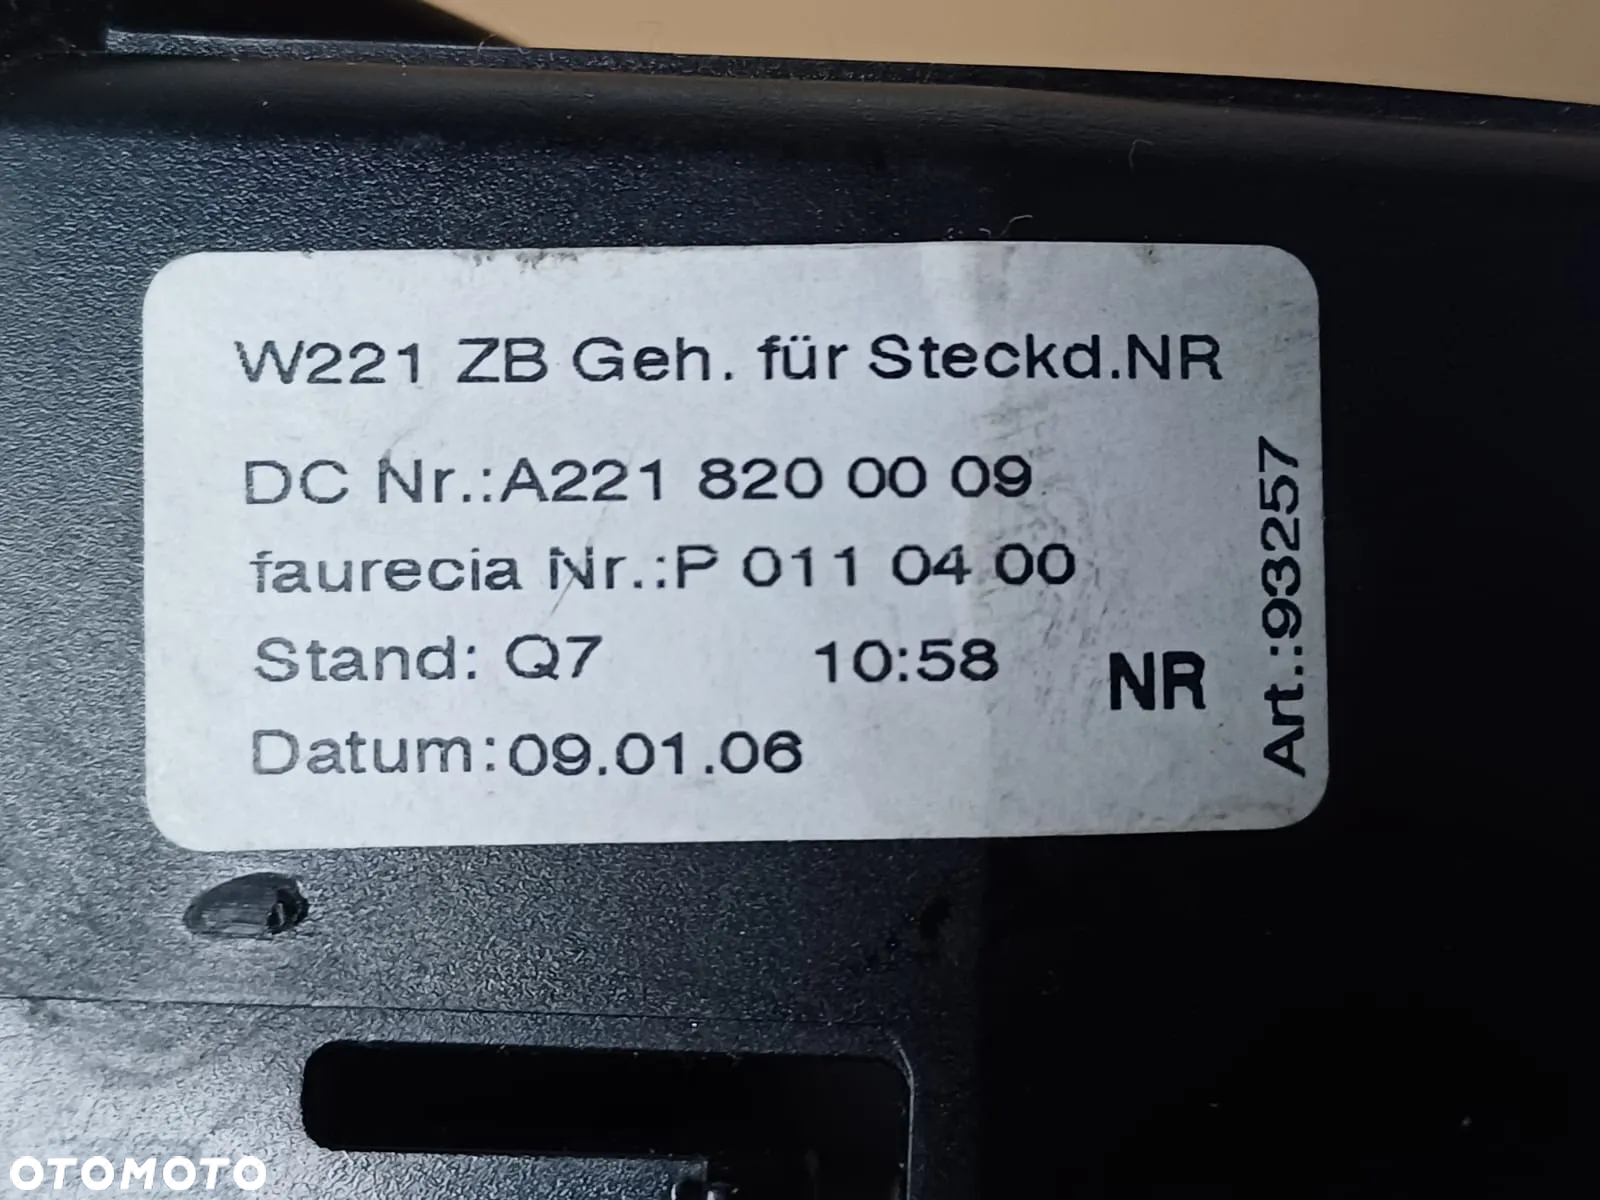 W221 ZB Geh. für Steckd.NR
DC Nr.:A221 820 00 09
faurecia Nr.:P 011 04 00
Stand: Q7 10:58 NR
Datum:09.01.06
Art.:93257
OTOMOTO